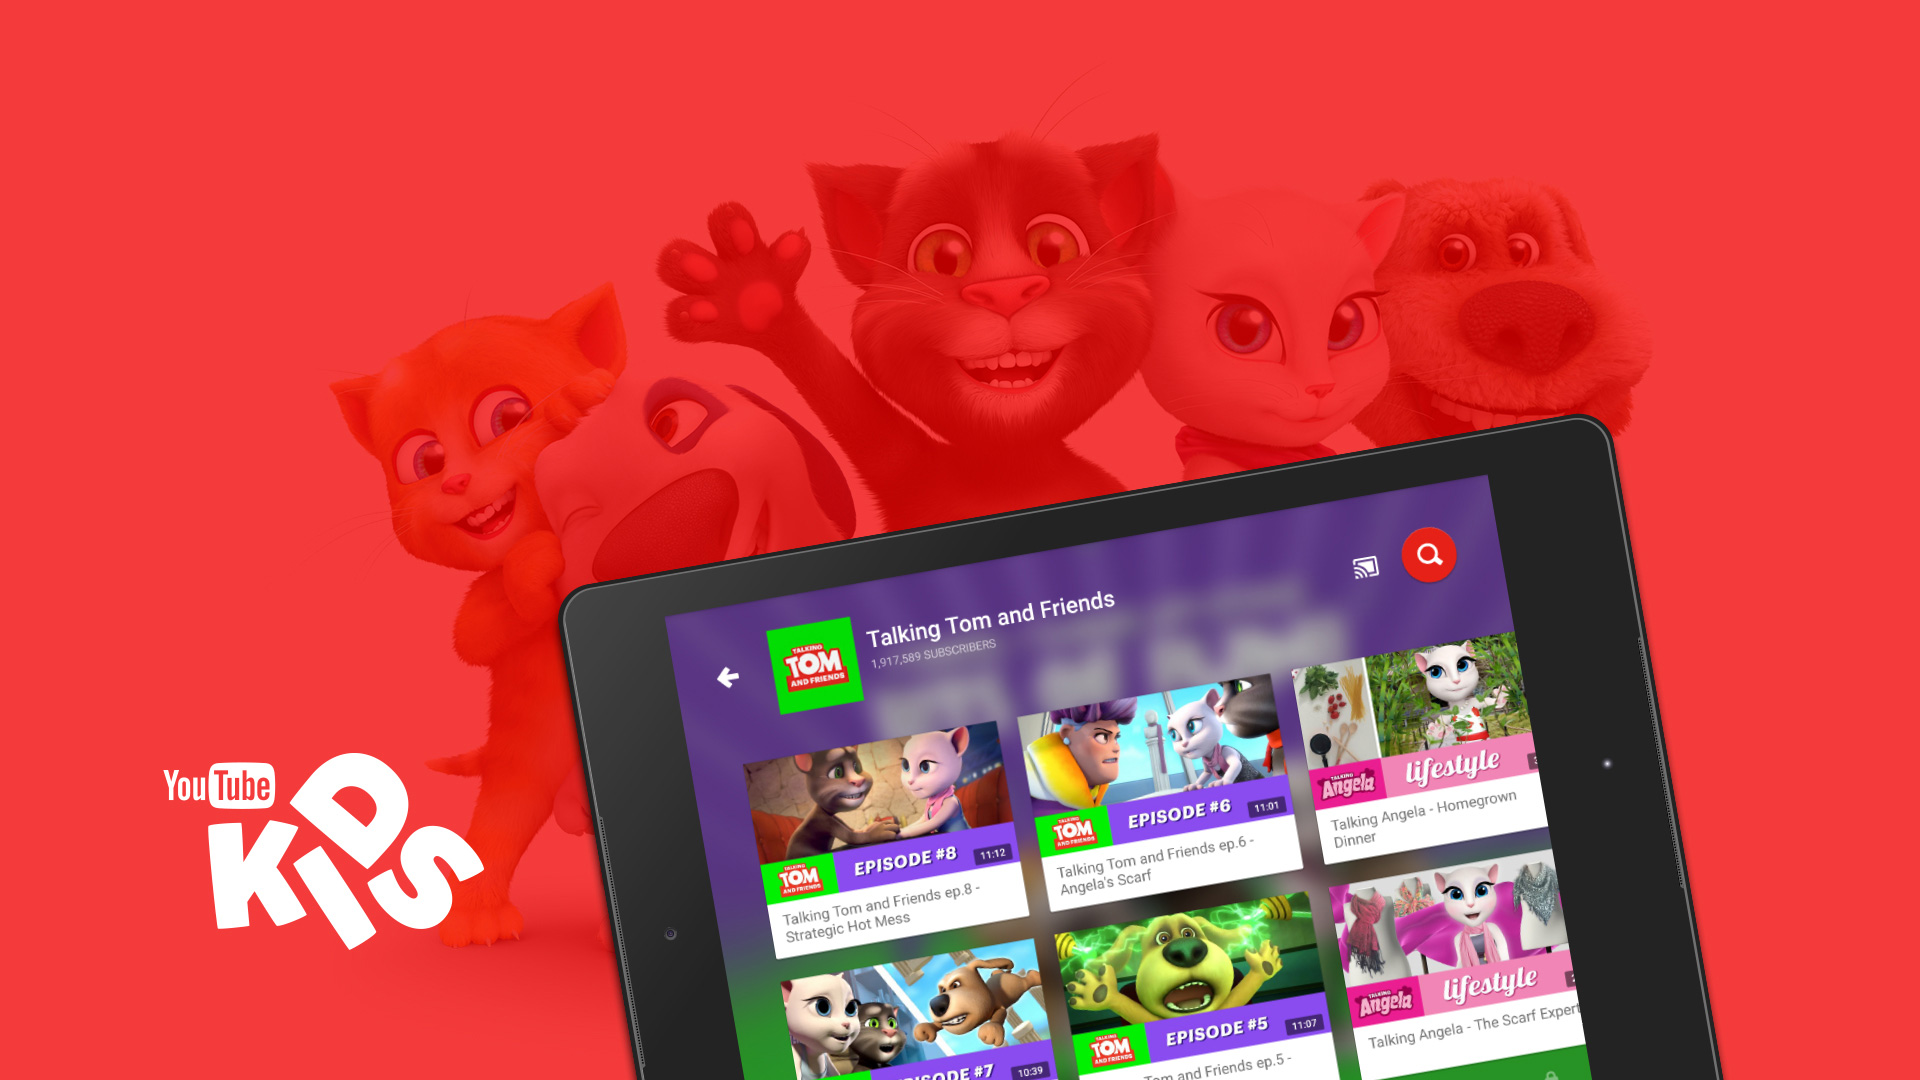 YouTube
KIDS
Talking Tom and Friends
1,917,589 SUBSCRIBERS
TALKING
TOM
AND FRIENDS
TALKING
TOM
AND FRIENDS
EPISODE #8
11:12
Talking Tom and Friends ep.8 -
Strategic Hot Mess
TALKING
TOM
AND FRIENDS
EPISODE #6
11:01
Talking Tom and Friends ep.6 -
Angela's Scarf
TALKING
Angela
lifestyle
Talking Angela - Homegrown
Dinner
#7
10:39
TALKING
TOM
AND FRIENDS
EPISODE #5
11:07
and Friends ep.5 -
TALKING
Angela
lifestyle
Talking Angela - The Scarf Expert